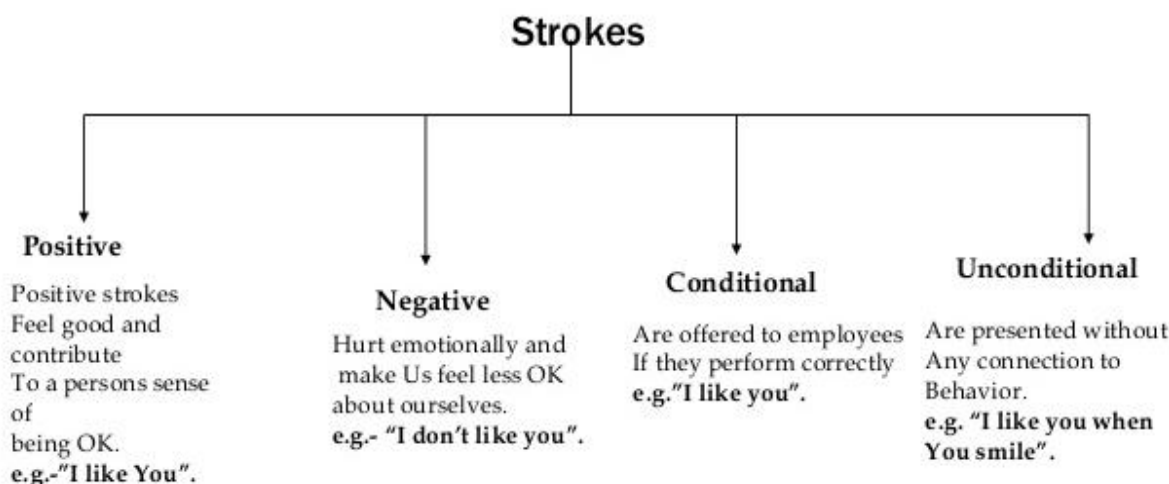 Strokes
Positive
Positive strokes
Feel good and
contribute
To a persons sense
of
being OK.
e.g.-"I like You".
Negative
Hurt emotionally and
make Us feel less OK
about ourselves.
e.g.- “I don't like you”.
Conditional
Are offered to employees
If they perform correctly
e.g."I like you".
Unconditional
Are presented without
Any connection to
Behavior.
e.g. “I like you when
You smile”.